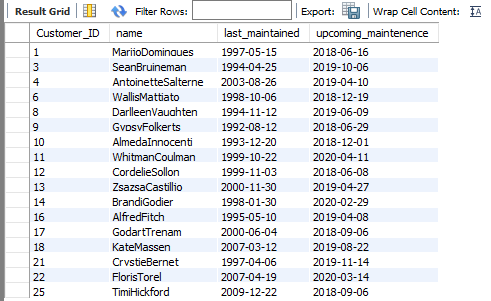 Result Grid Filter Rows: Export: Wrap Cell Content:
Customer_ID name last_maintained upcoming_maintenence
1 MarjioDomingues 1997-05-15 2018-06-16
3 SeanBruineman 1994-04-25 2019-10-06
4 AntoinetteSalterne 2003-08-26 2019-04-10
6 WallisMattiato 1998-10-06 2018-12-19
8 DarlleenVaughten 1994-11-12 2019-06-09
9 GypsyFolkerts 1992-08-12 2018-06-29
10 AlmedaInnocenti 1993-12-20 2018-12-01
11 WhitmanCoulman 1999-10-22 2020-04-11
12 CordelieSollon 1999-11-03 2018-06-08
13 ZsazsaCastillio 2000-11-30 2019-04-27
14 BrandiGodier 1998-01-30 2020-02-29
16 AlfredFitch 1995-05-10 2019-04-08
17 GodartTrenam 2000-06-04 2018-09-06
18 KateMassen 2007-03-12 2019-08-22
21 CrystieBernet 1997-04-06 2019-11-14
22 FlorisTorel 2007-04-19 2020-03-14
25 TimiHickford 2009-12-22 2018-09-06